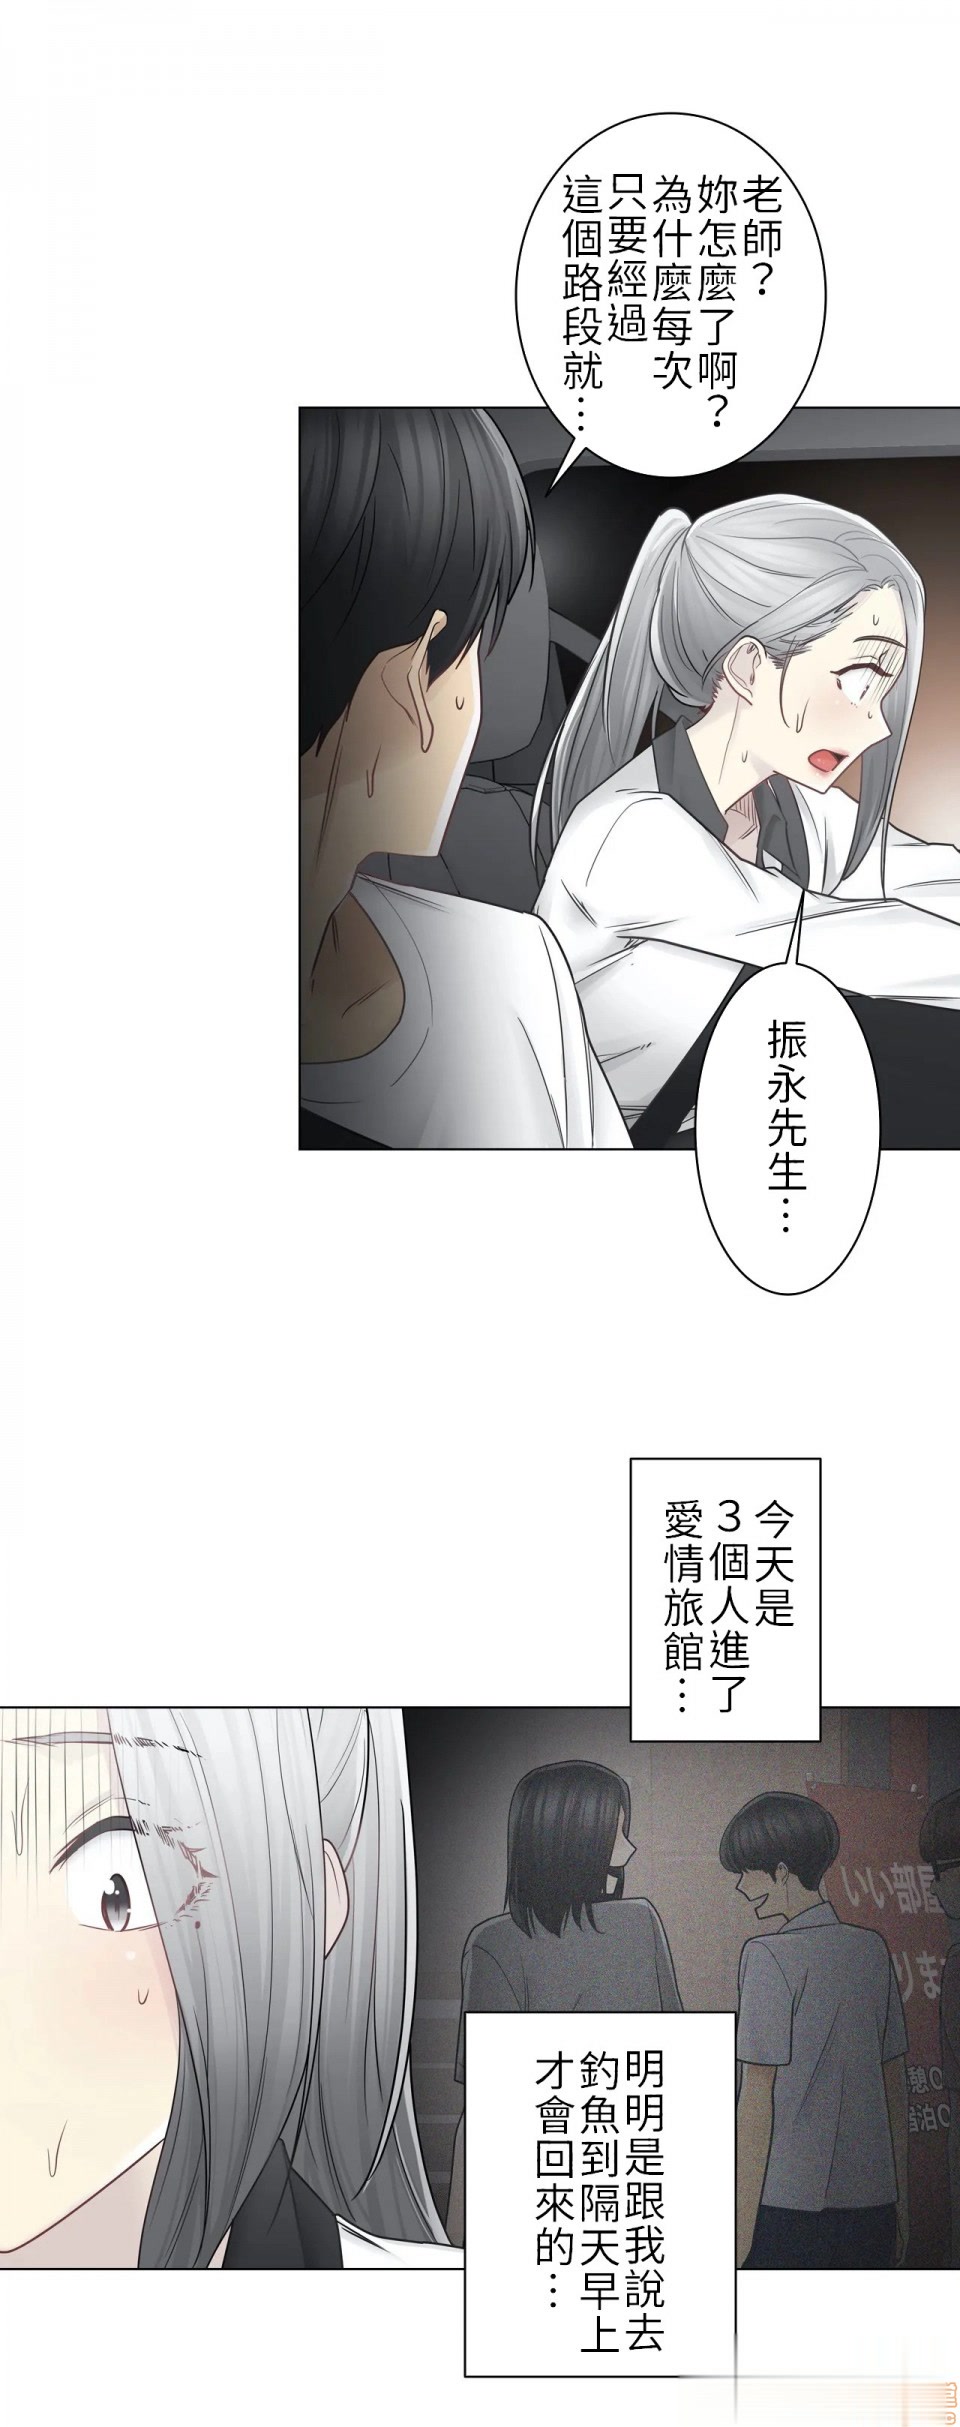 老師？
妳怎麼了啊？
為什麼每次
只要經過
這個路段就…
振永先生…
今天是
３個人進了
愛情旅館…
いい部屋
ります
憩
宿泊
明明是跟我說去
釣魚到隔天早上
才會回來的…